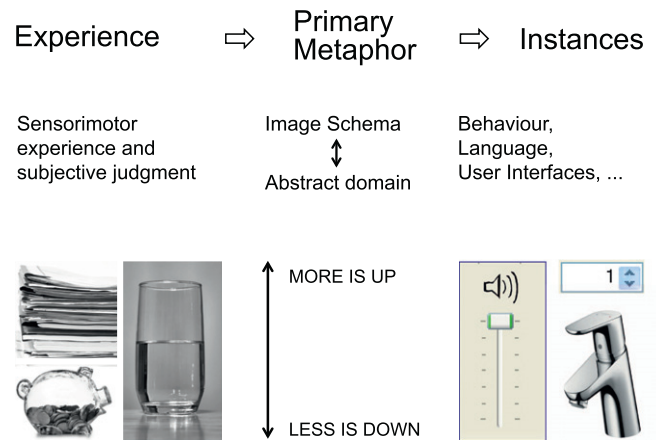 Experience
Primary
Metaphor
Instances
Sensorimotor
experience and
subjective judgment
Image Schema
Abstract domain
Behaviour,
Language,
User Interfaces, ...
MORE IS UP
LESS IS DOWN
1